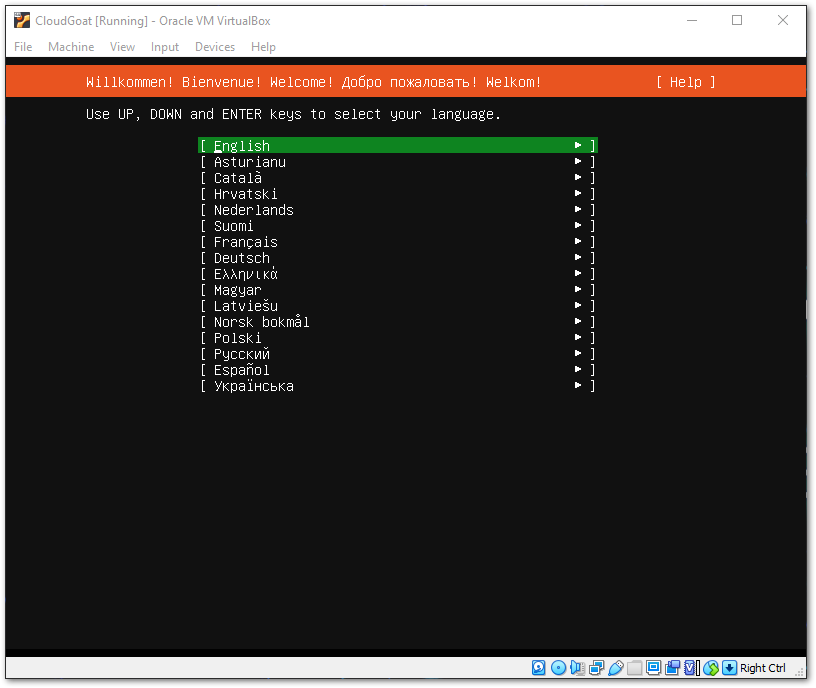 CloudGoat [Running] - Oracle VM VirtualBox
File Machine View Input Devices Help
Willkommen! Bienvenue! Welcome! Добро пожаловать! Welkom! [ Help ]
Use UP, DOWN and ENTER keys to select your language.
[ English ► ]
[ Asturianu ► ]
[ Català ► ]
[ Hrvatski ► ]
[ Nederlands ► ]
[ Suomi ► ]
[ Français ► ]
[ Deutsch ► ]
[ Ελληνικά ► ]
[ Magyar ► ]
[ Latviešu ► ]
[ Norsk bokmål ► ]
[ Polski ► ]
[ Русский ► ]
[ Español ► ]
[ Українська ► ]
Right Ctrl